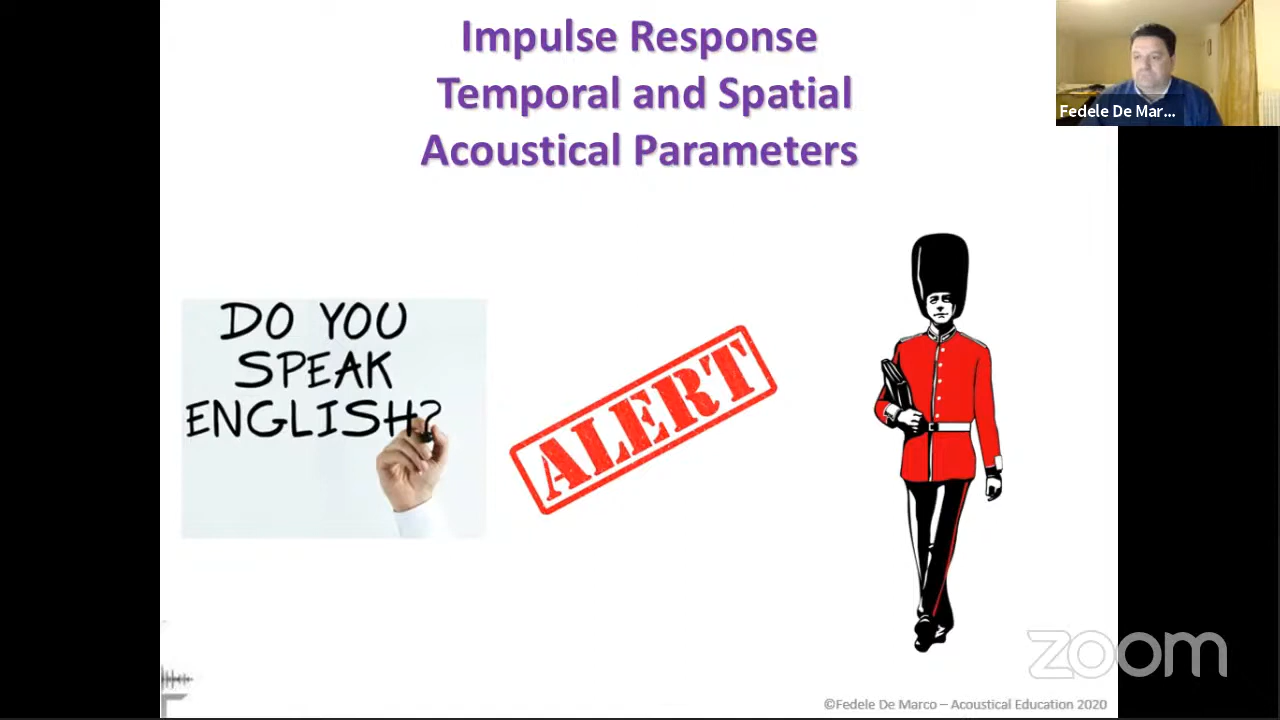 Impulse Response
Temporal and Spatial
Acoustical Parameters
Fedele De Mar...
DO YOU
SPEAK
ENGLISH?
ALERT
zoom
©Fedele De Marco – Acoustical Education 2020